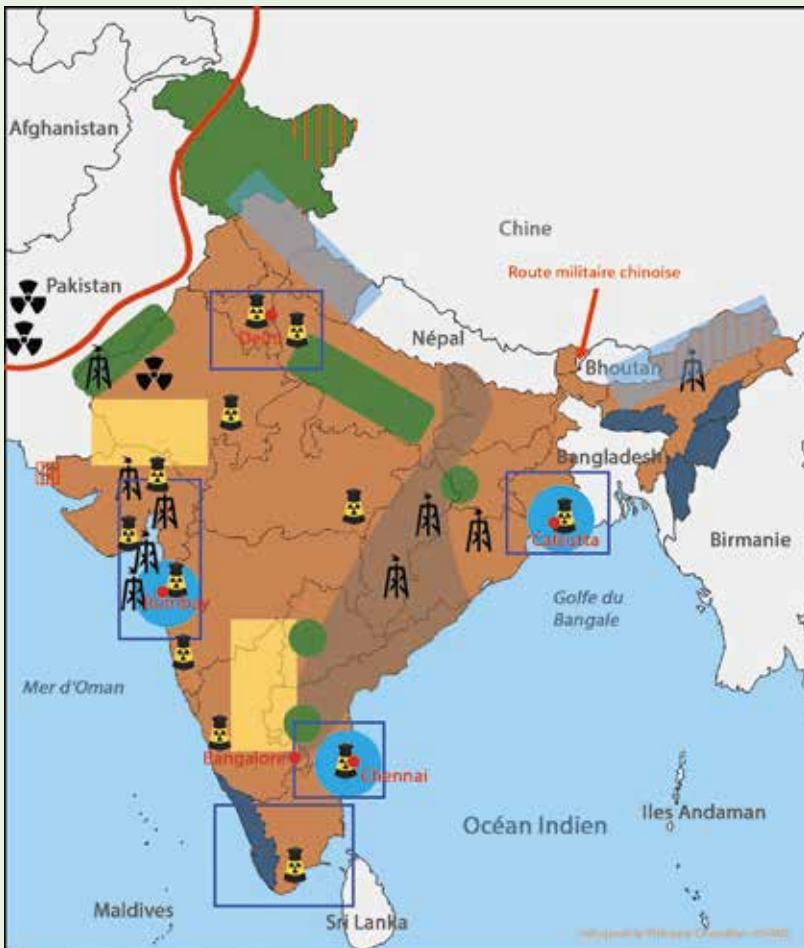 Afghanistan
Chine
Route militaire chinoise
Pakistan
Delhi
Népal
Bhoutan
Bangladesh
Calcutta
Birmanie
Bombay
Golfe du
Bangale
Mer d'Oman
Bangalore
Chennai
Océan Indien
Iles Andaman
Maldives
Sri Lanka